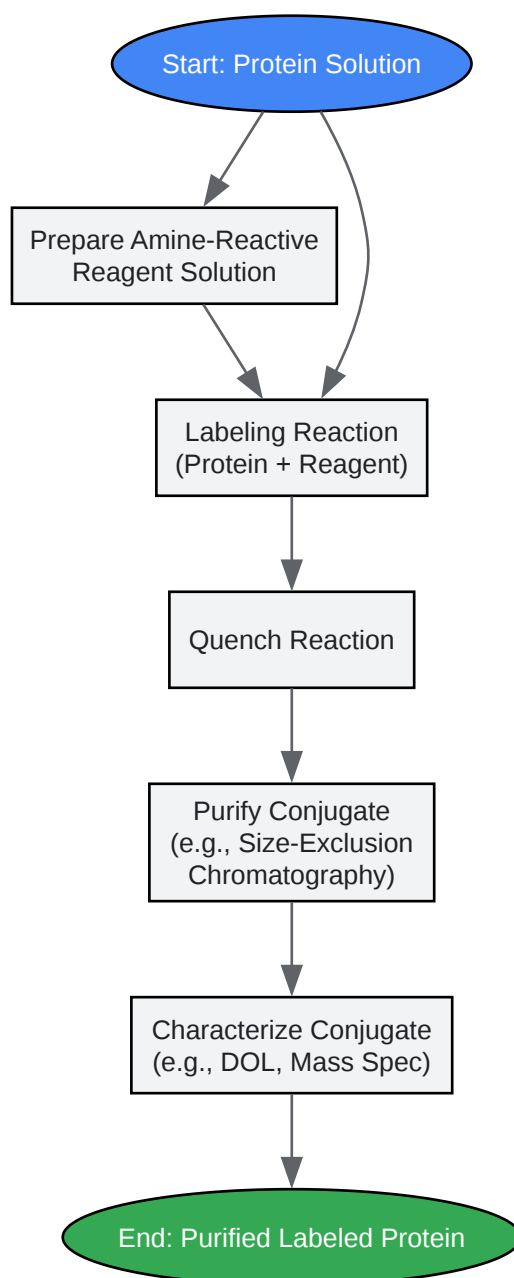 Start: Protein Solution
Prepare Amine-Reactive
Reagent Solution
Labeling Reaction
(Protein + Reagent)
Quench Reaction
Purify Conjugate
(e.g., Size-Exclusion
Chromatography)
Characterize Conjugate
(e.g., DOL, Mass Spec)
End: Purified Labeled Protein